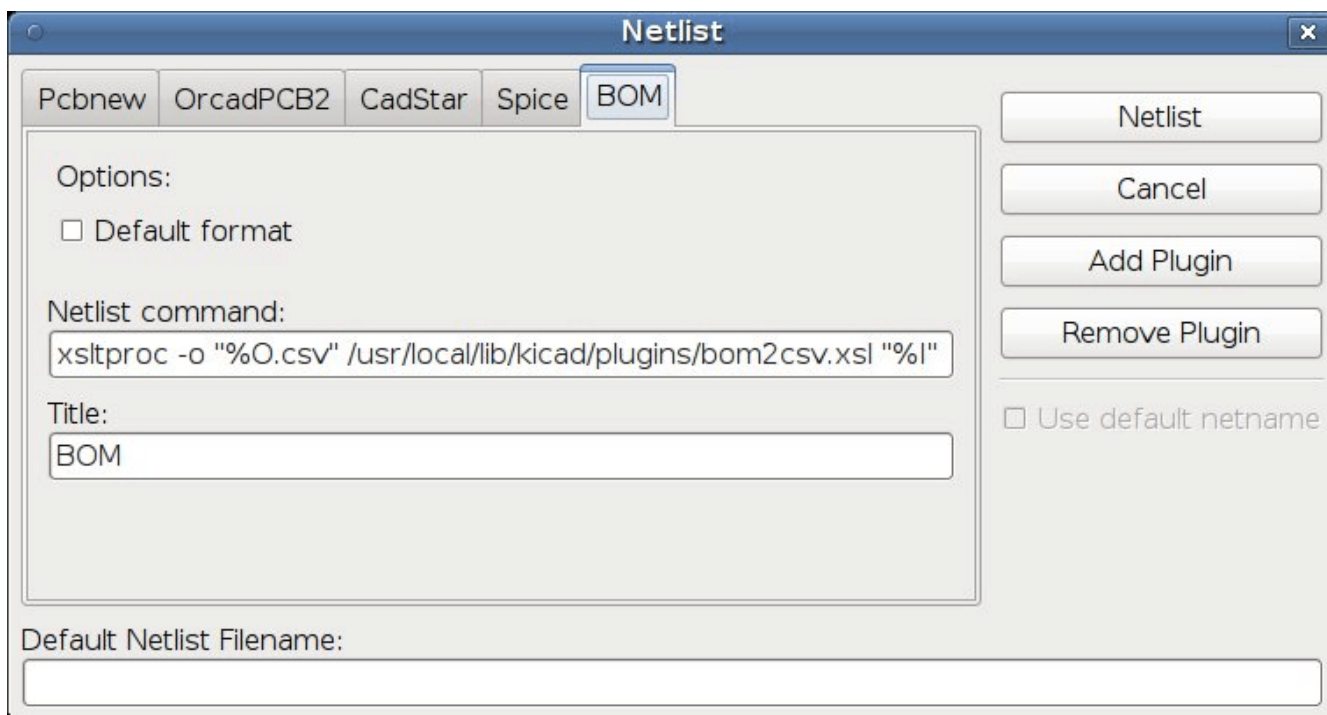 Netlist
Pcbnew OrcadPCB2 CadStar Spice BOM
Netlist
Options:
Cancel
Default format
Add Plugin
Netlist command:
Remove Plugin
xsltproc -o "%O.csv" /usr/local/lib/kicad/plugins/bom2csv.xsl "%I"
Title:
Use default netname
BOM
Default Netlist Filename: